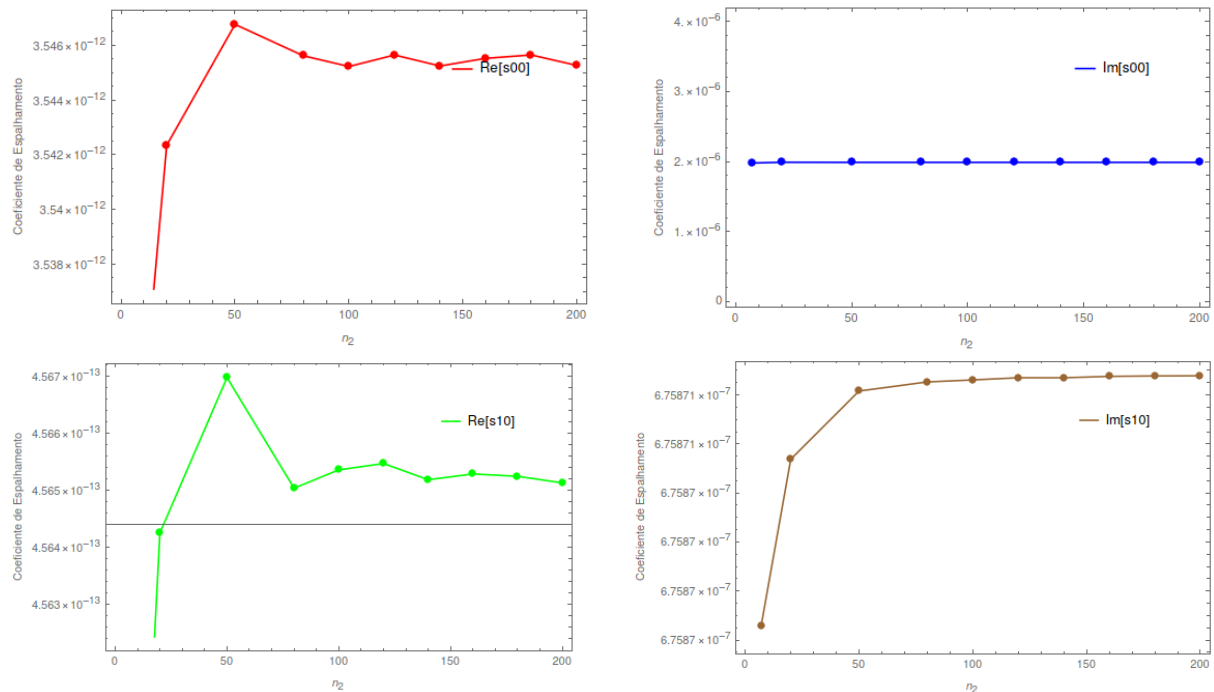 3.546 × 10⁻¹²
3.544 × 10⁻¹²
3.542 × 10⁻¹²
3.54 × 10⁻¹²
3.538 × 10⁻¹²
Coeficiente de Espalhamento
Re[s00]
0 50 100 150 200
n₂
4. × 10⁻⁶
3. × 10⁻⁶
2. × 10⁻⁶
1. × 10⁻⁶
0
Coeficiente de Espalhamento
Im[s00]
0 50 100 150 200
n₂
4.567 × 10⁻¹³
4.566 × 10⁻¹³
4.565 × 10⁻¹³
4.564 × 10⁻¹³
4.563 × 10⁻¹³
Coeficiente de Espalhamento
Re[s10]
0 50 100 150 200
n₂
6.75871 × 10⁻⁷
6.75871 × 10⁻⁷
6.7587 × 10⁻⁷
6.7587 × 10⁻⁷
6.7587 × 10⁻⁷
6.7587 × 10⁻⁷
Coeficiente de Espalhamento
Im[s10]
0 50 100 150 200
n₂